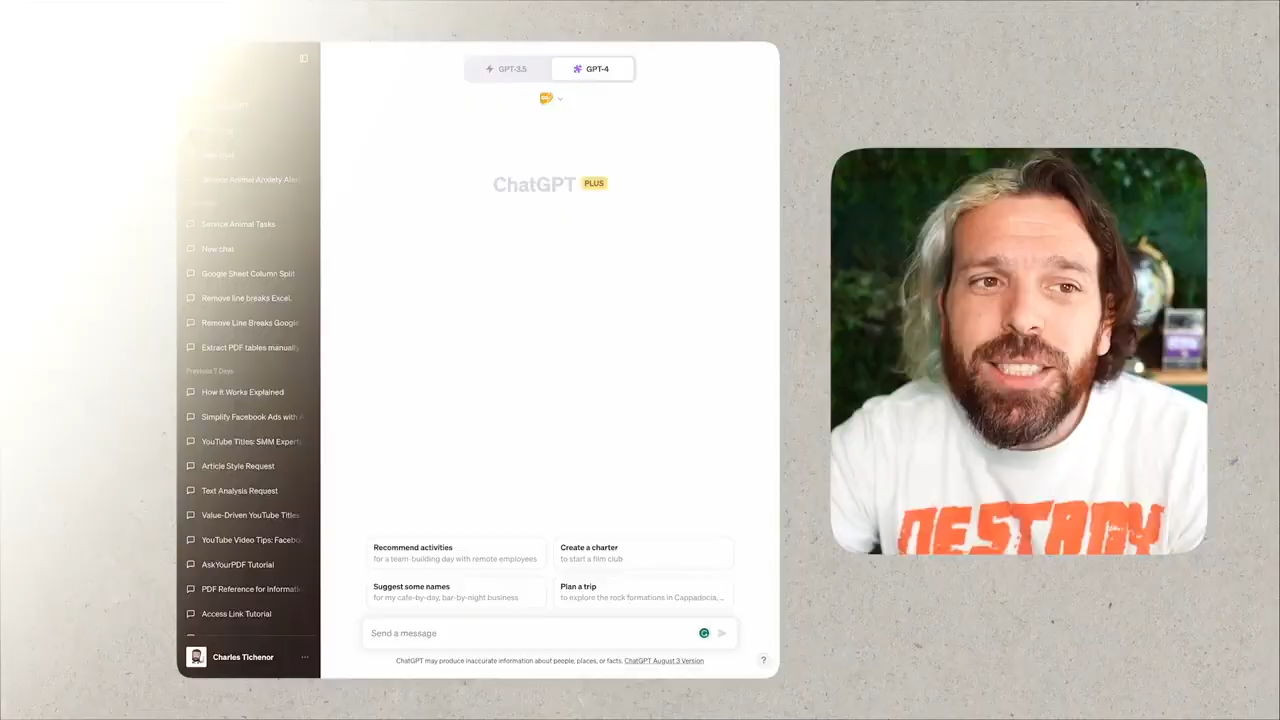 Service Animal Anxiety Aler
Service Animal Tasks
New chat
Google Sheet Column Split
Remove line breaks Excel.
Remove Line Breaks Google
Extract PDF tables manually
Previous 7 Days
How It Works Explained
Simplify Facebook Ads with A
YouTube Titles: SMM Expert
Article Style Request
Text Analysis Request
Value-Driven YouTube Titles
YouTube Video Tips: Facebo
AskYourPDF Tutorial
PDF Reference for Informati
Access Link Tutorial
Charles Tichenor
GPT-3.5
GPT-4
ChatGPT PLUS
Recommend activities
for a team-building day with remote employees
Create a charter
to start a film club
Suggest some names
for my cafe-by-day, bar-by-night business
Plan a trip
to explore the rock formations in Cappadocia, ...
Send a message
ChatGPT may produce inaccurate information about people, places, or facts. ChatGPT August 3 Version
?
DESTROY